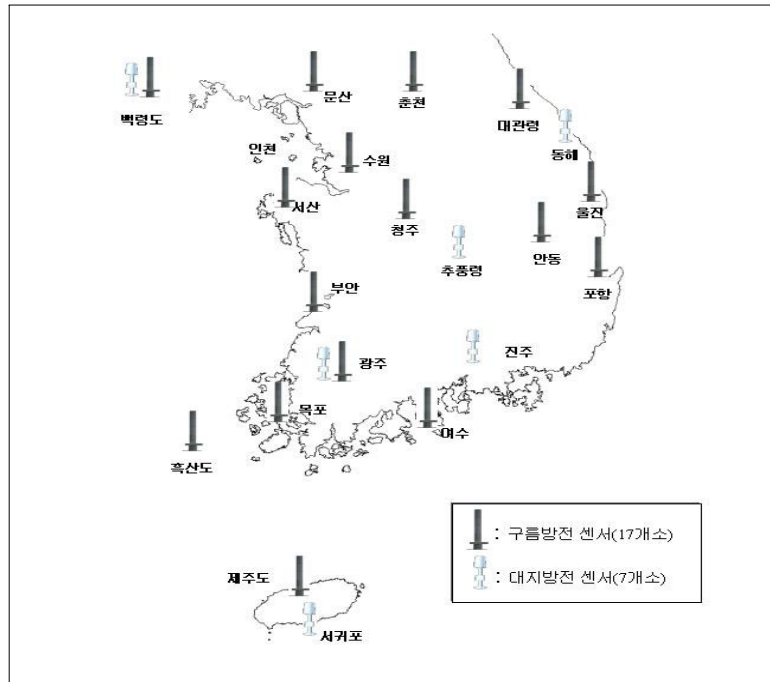 문산
춘천
백령도
대관령
인천
동해
수원
서산
울진
청주
안동
추풍령
포항
부안
광주
진주
목포
여수
흑산도
: 구름방전 센서(17개소)
제주도
: 대지방전 센서(7개소)
서귀포